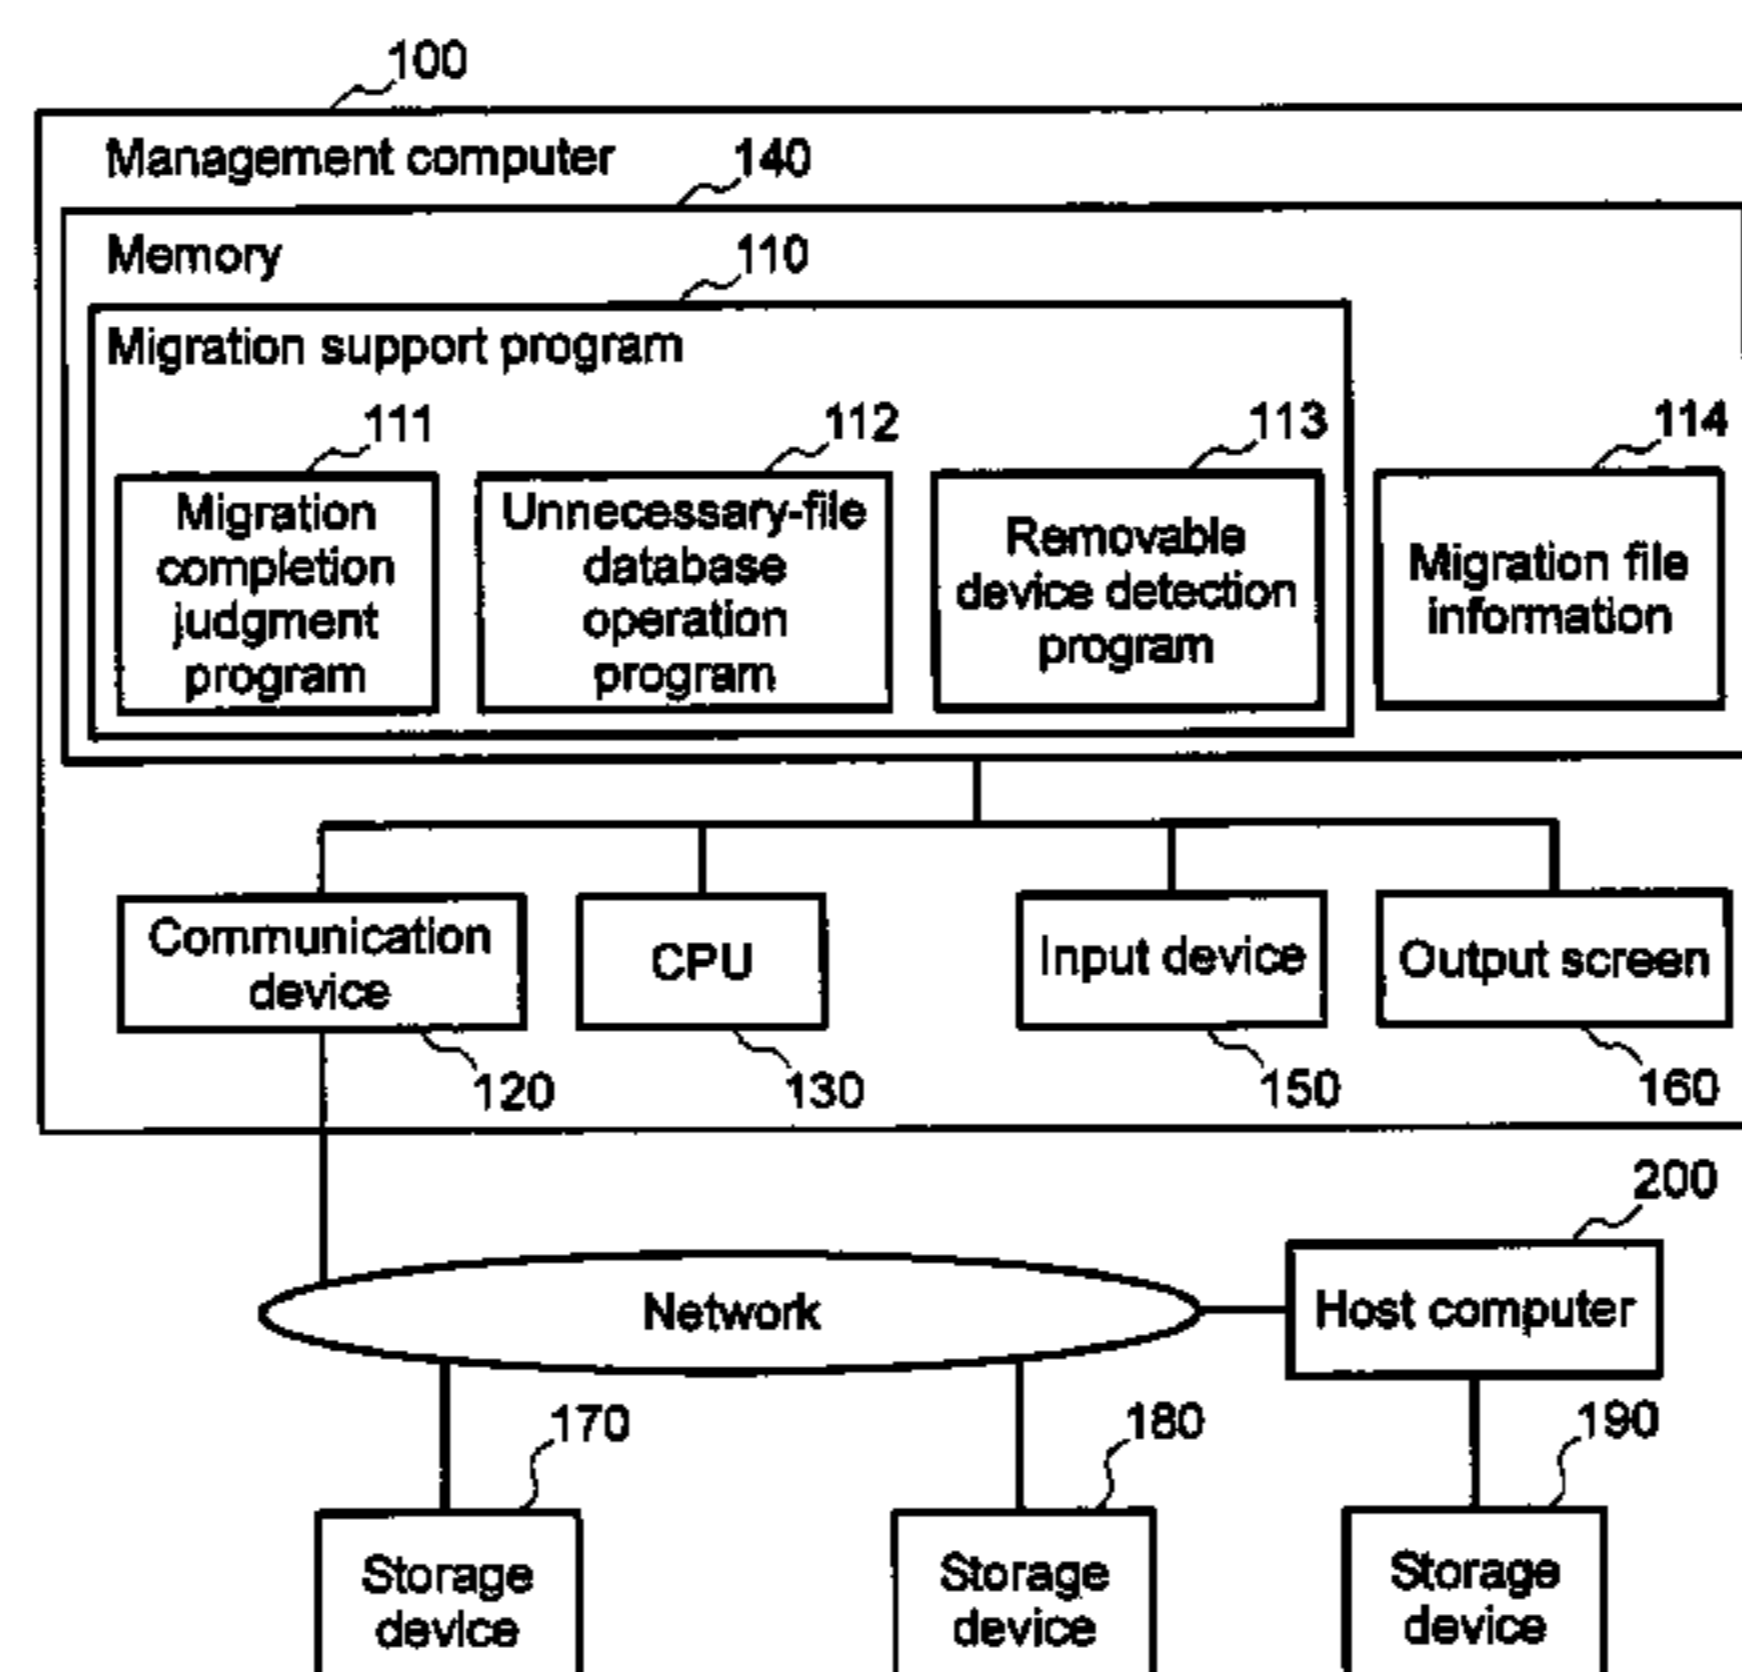 100
Management computer
140
Memory
110
Migration support program
111
112
113
114
Migration
completion
judgment
program
Unnecessary-file
database
operation
program
Removable
device detection
program
Migration file
information
Communication
device
CPU
Input device
Output screen
120
130
150
160
200
Network
Host computer
170
180
190
Storage
device
Storage
device
Storage
device